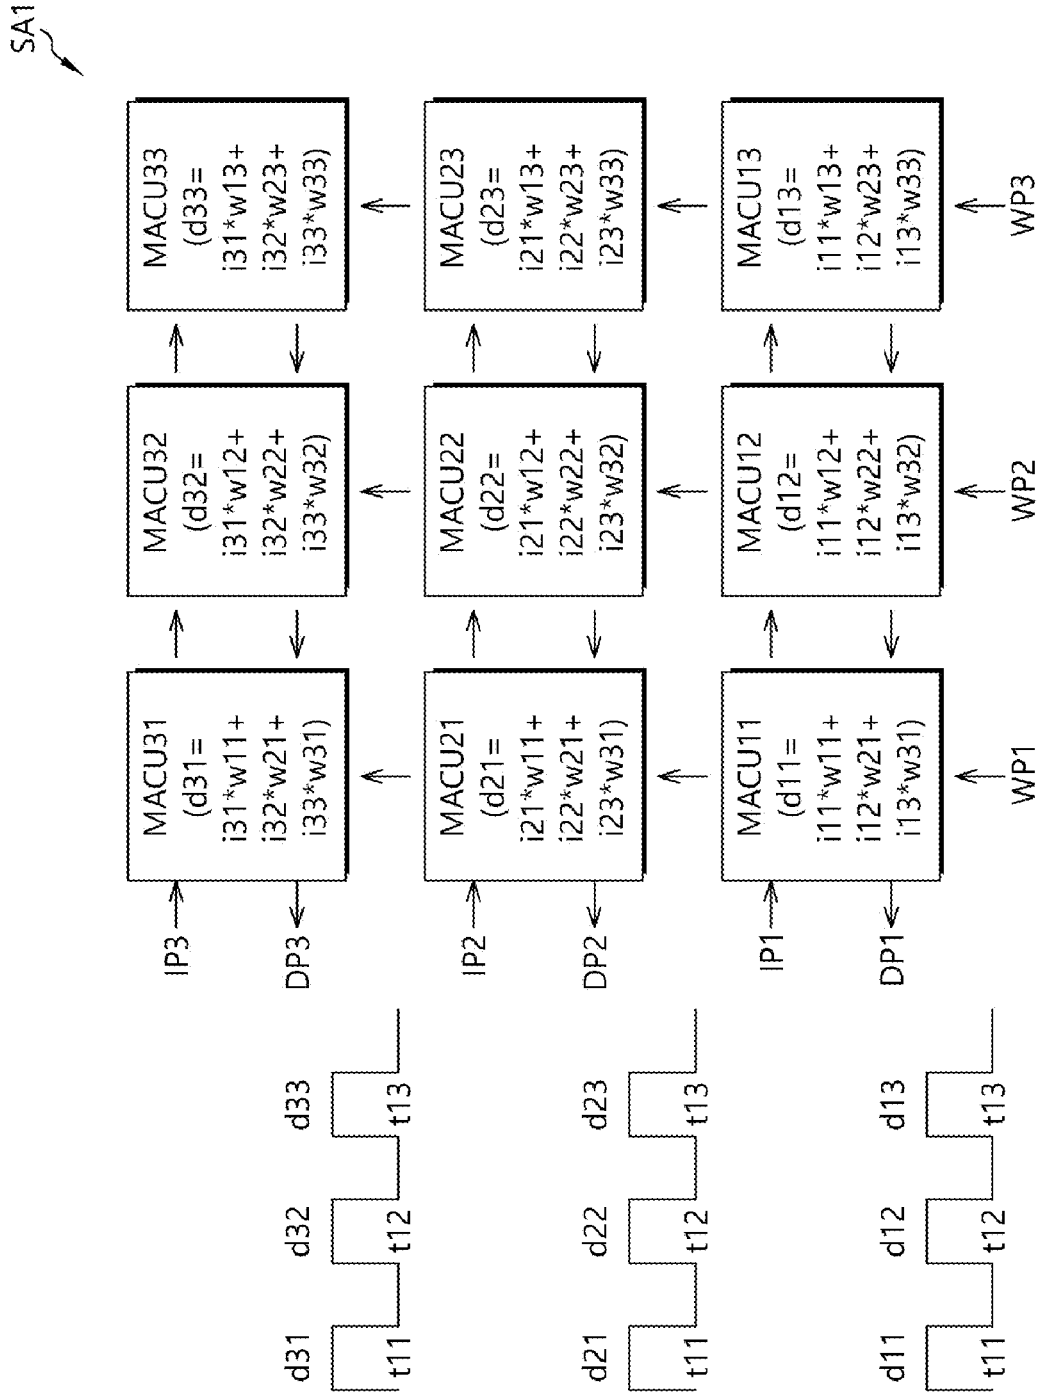 SA1
MACU31
(d31=
i31*w11+
i32*w21+
i33*w31)
MACU32
(d32=
i31*w12+
i32*w22+
i33*w32)
MACU33
(d33=
i31*w13+
i32*w23+
i33*w33)
IP3
DP3
d31 d32 d33
t11 t12 t13
MACU21
(d21=
i21*w11+
i22*w21+
i23*w31)
MACU22
(d22=
i21*w12+
i22*w22+
i23*w32)
MACU23
(d23=
i21*w13+
i22*w23+
i23*w33)
IP2
DP2
d21 d22 d23
t11 t12 t13
MACU11
(d11=
i11*w11+
i12*w21+
i13*w31)
MACU12
(d12=
i11*w12+
i12*w22+
i13*w32)
MACU13
(d13=
i11*w13+
i12*w23+
i13*w33)
IP1
DP1
d11 d12 d13
t11 t12 t13
WP1 WP2 WP3